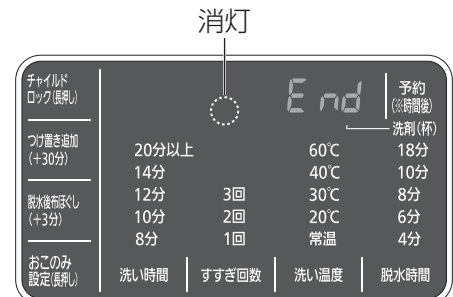 消灯
チャイルド
ロック(長押し)
End
予約
(※時間後)
洗剤(杯)
つけ置き追加
(+30分)
20分以上 60℃ 18分
14分 40℃ 10分
脱水後布ほぐし
(+3分)
12分 3回 30℃ 8分
10分 2回 20℃ 6分
8分 1回 常温 4分
おこのみ
設定(長押し)
洗い時間 すすぎ回数 洗い温度 脱水時間